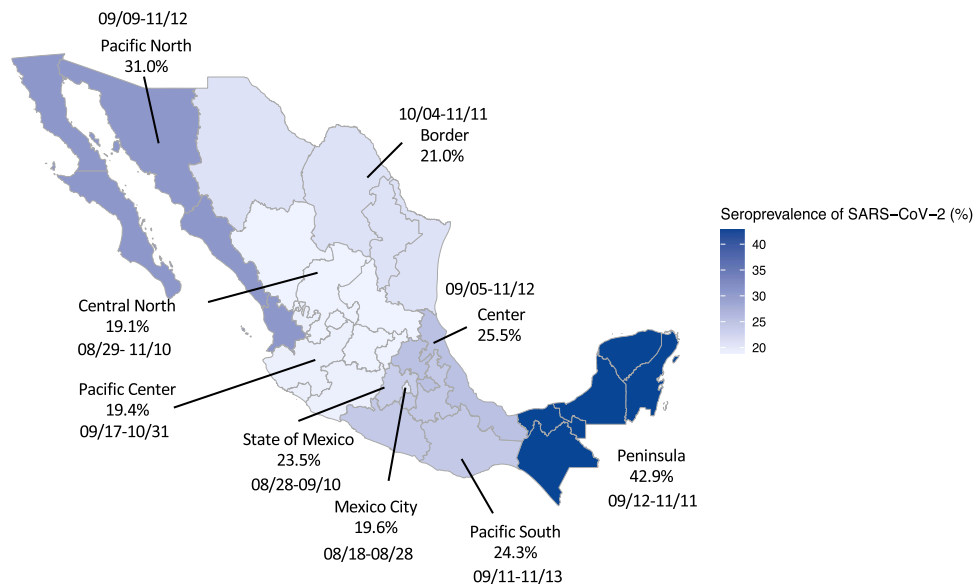 09/09-11/12
Pacific North
31.0%
10/04-11/11
Border
21.0%
Seroprevalence of SARS−CoV−2 (%)
40
35
30
25
20
09/05-11/12
Center
25.5%
Central North
19.1%
08/29- 11/10
Pacific Center
19.4%
09/17-10/31
State of Mexico
23.5%
08/28-09/10
Mexico City
19.6%
08/18-08/28
Pacific South
24.3%
09/11-11/13
Peninsula
42.9%
09/12-11/11